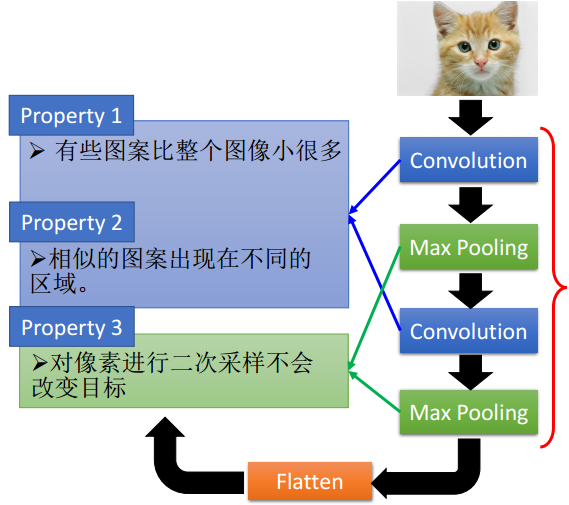 Property 1
➢ 有些图案比整个图像小很多
Property 2
➢相似的图案出现在不同的
区域。
Property 3
➢对像素进行二次采样不会
改变目标
Convolution
Max Pooling
Convolution
Max Pooling
Flatten